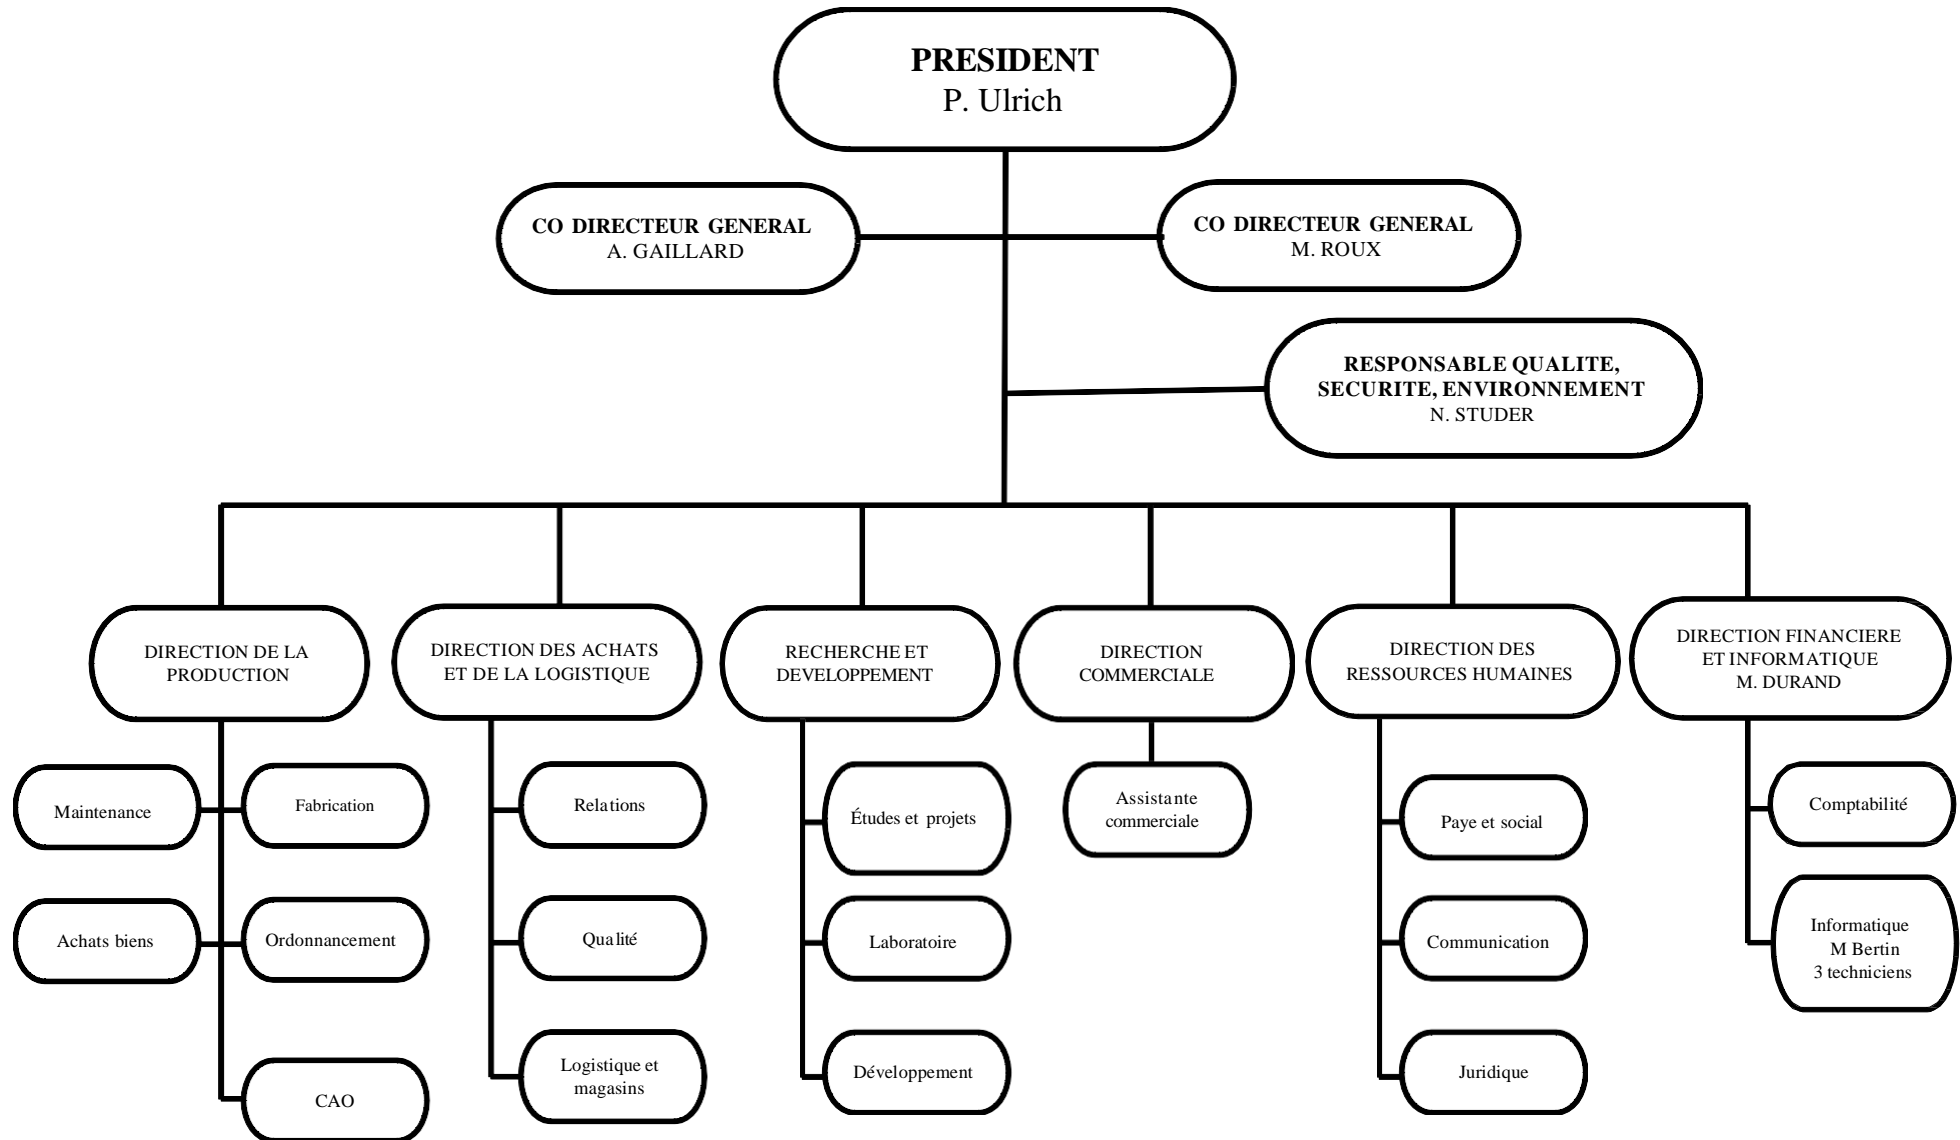 PRESIDENT
P. Ulrich
CO DIRECTEUR GENERAL
A. GAILLARD
CO DIRECTEUR GENERAL
M. ROUX
RESPONSABLE QUALITE,
SECURITE, ENVIRONNEMENT
N. STUDER
DIRECTION DE LA
PRODUCTION
DIRECTION DES ACHATS
ET DE LA LOGISTIQUE
RECHERCHE ET
DEVELOPPEMENT
DIRECTION
COMMERCIALE
DIRECTION DES
RESSOURCES HUMAINES
DIRECTION FINANCIERE
ET INFORMATIQUE
M. DURAND
Maintenance
Fabrication
Achats biens
Ordonnancement
CAO
Relations
Qualité
Logistique et
magasins
Études et projets
Laboratoire
Développement
Assistante
commerciale
Paye et social
Communication
Juridique
Comptabilité
Informatique
M Bertin
3 techniciens